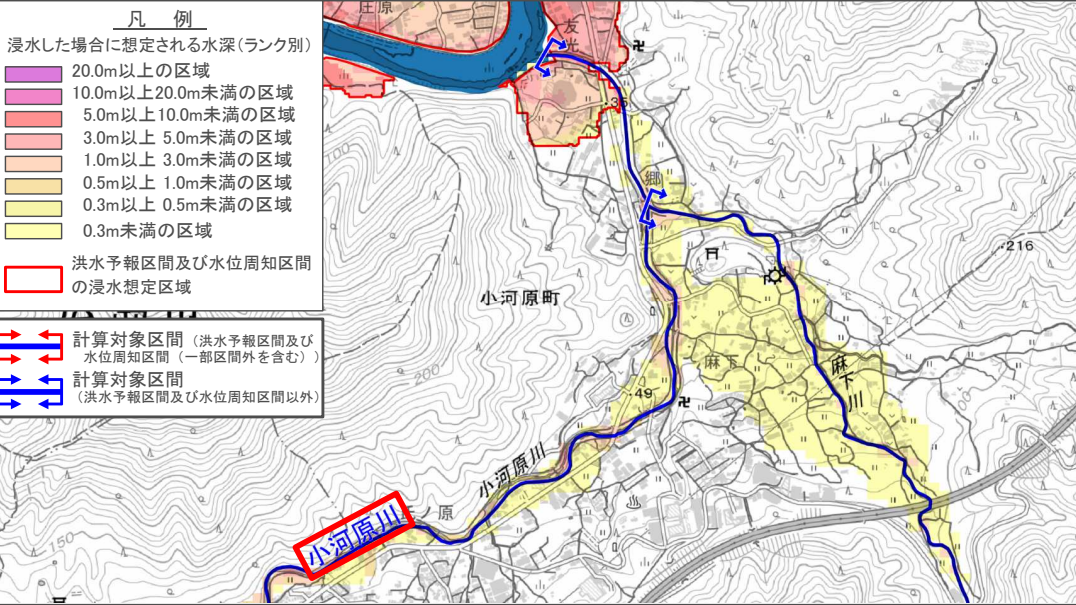 凡　例
浸水した場合に想定される水深(ランク別)
20.0m以上の区域
10.0m以上20.0m未満の区域
5.0m以上10.0m未満の区域
3.0m以上 5.0m未満の区域
1.0m以上 3.0m未満の区域
0.5m以上 1.0m未満の区域
0.3m以上 0.5m未満の区域
0.3m未満の区域
洪水予報区間及び水位周知区間
の浸水想定区域
計算対象区間（洪水予報区間及び
水位周知区間（一部区間外を含む））
計算対象区間
（洪水予報区間及び水位周知区間以外）
庄原
友光
35
郷
216
小河原町
麻下
麻下川
49
小河原川
ノ原
小河原川
100
200
150